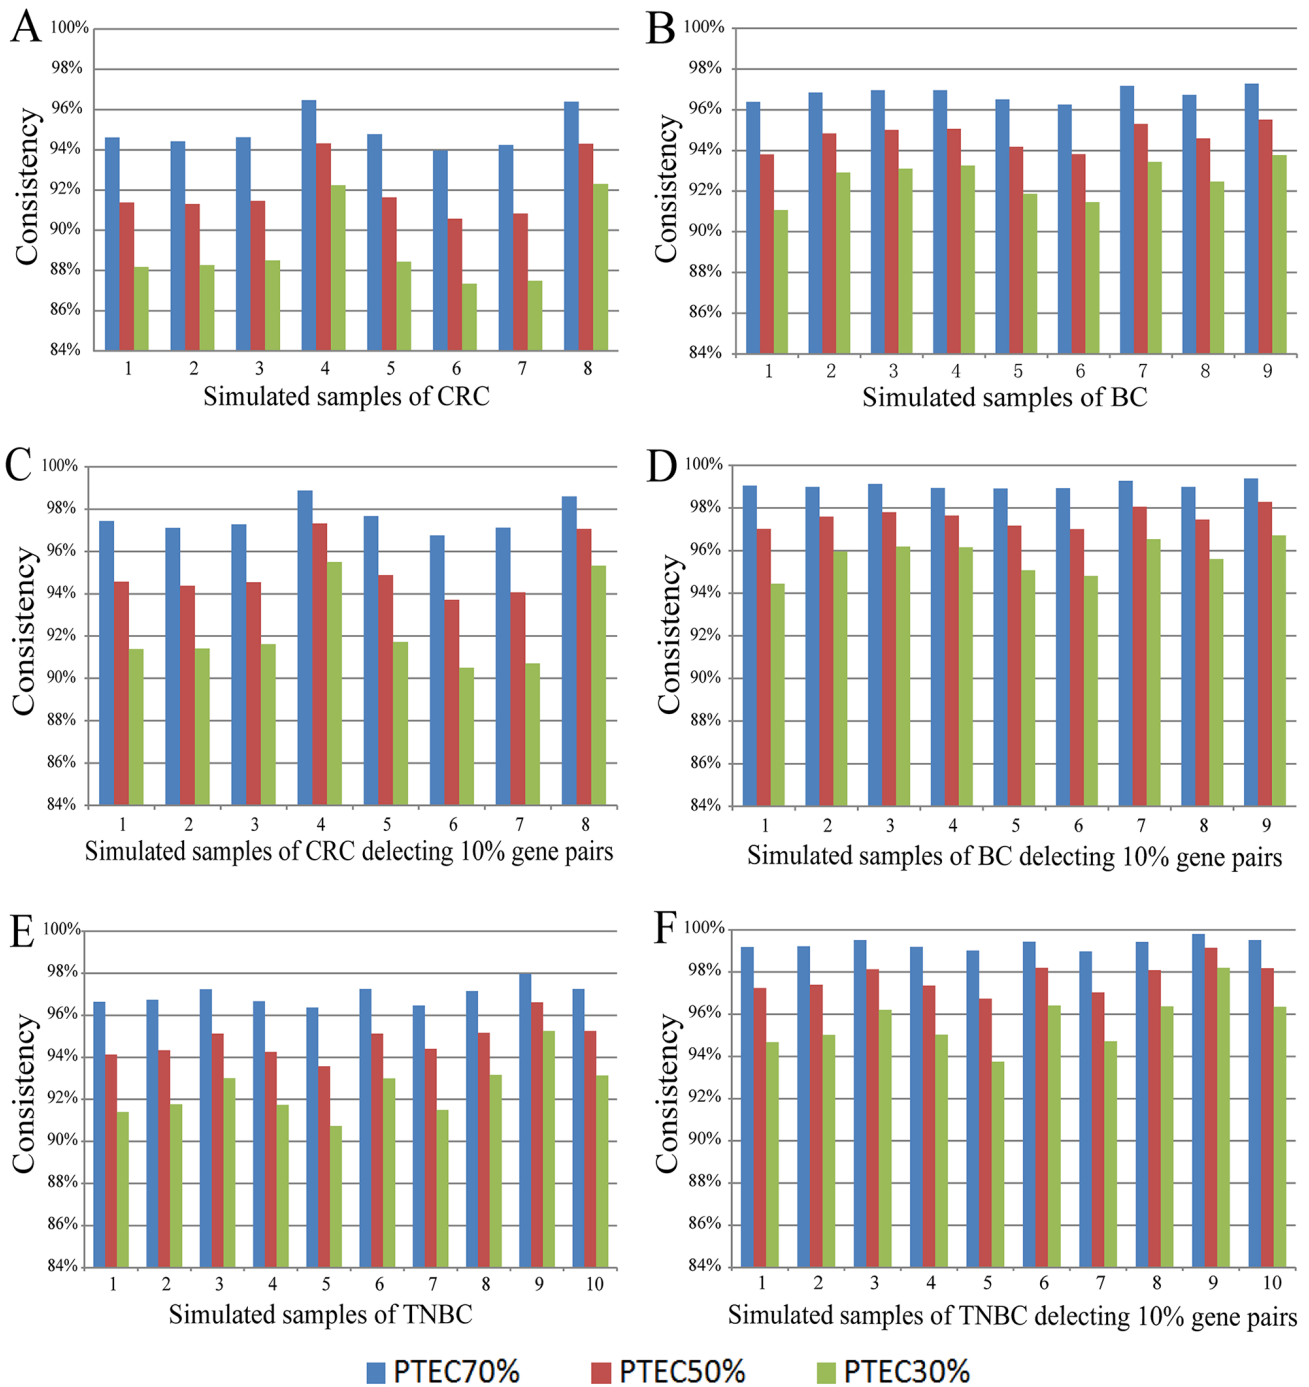 A
100%
98%
96%
94%
92%
90%
88%
86%
84%
Consistency
1 2 3 4 5 6 7 8
Simulated samples of CRC
B
100%
98%
96%
94%
92%
90%
88%
86%
84%
Consistency
1 2 3 4 5 6 7 8 9
Simulated samples of BC
C
100%
98%
96%
94%
92%
90%
88%
86%
84%
Consistency
1 2 3 4 5 6 7 8
Simulated samples of CRC delecting 10% gene pairs
D
100%
98%
96%
94%
92%
90%
88%
86%
84%
Consistency
1 2 3 4 5 6 7 8 9
Simulated samples of BC delecting 10% gene pairs
E
100%
98%
96%
94%
92%
90%
88%
86%
84%
Consistency
1 2 3 4 5 6 7 8 9 10
Simulated samples of TNBC
F
100%
98%
96%
94%
92%
90%
88%
86%
84%
Consistency
1 2 3 4 5 6 7 8 9 10
Simulated samples of TNBC delecting 10% gene pairs
PTEC70% PTEC50% PTEC30%